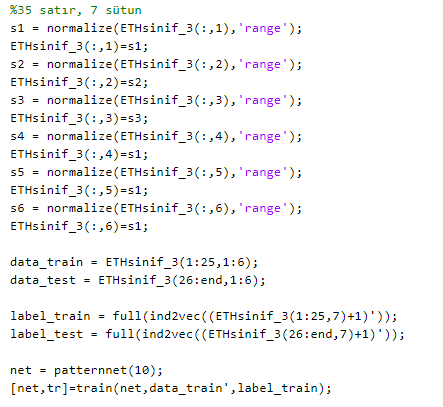 %35 satır, 7 sütun
s1 = normalize(ETHsinif_3(:,1),'range');
ETHsinif_3(:,1)=s1;
s2 = normalize(ETHsinif_3(:,2),'range');
ETHsinif_3(:,2)=s2;
s3 = normalize(ETHsinif_3(:,3),'range');
ETHsinif_3(:,3)=s3;
s4 = normalize(ETHsinif_3(:,4),'range');
ETHsinif_3(:,4)=s1;
s5 = normalize(ETHsinif_3(:,5),'range');
ETHsinif_3(:,5)=s1;
s6 = normalize(ETHsinif_3(:,6),'range');
ETHsinif_3(:,6)=s1;
data_train = ETHsinif_3(1:25,1:6);
data_test = ETHsinif_3(26:end,1:6);
label_train = full(ind2vec((ETHsinif_3(1:25,7)+1)'));
label_test = full(ind2vec((ETHsinif_3(26:end,7)+1)'));
net = patternnet(10);
[net,tr]=train(net,data_train',label_train);